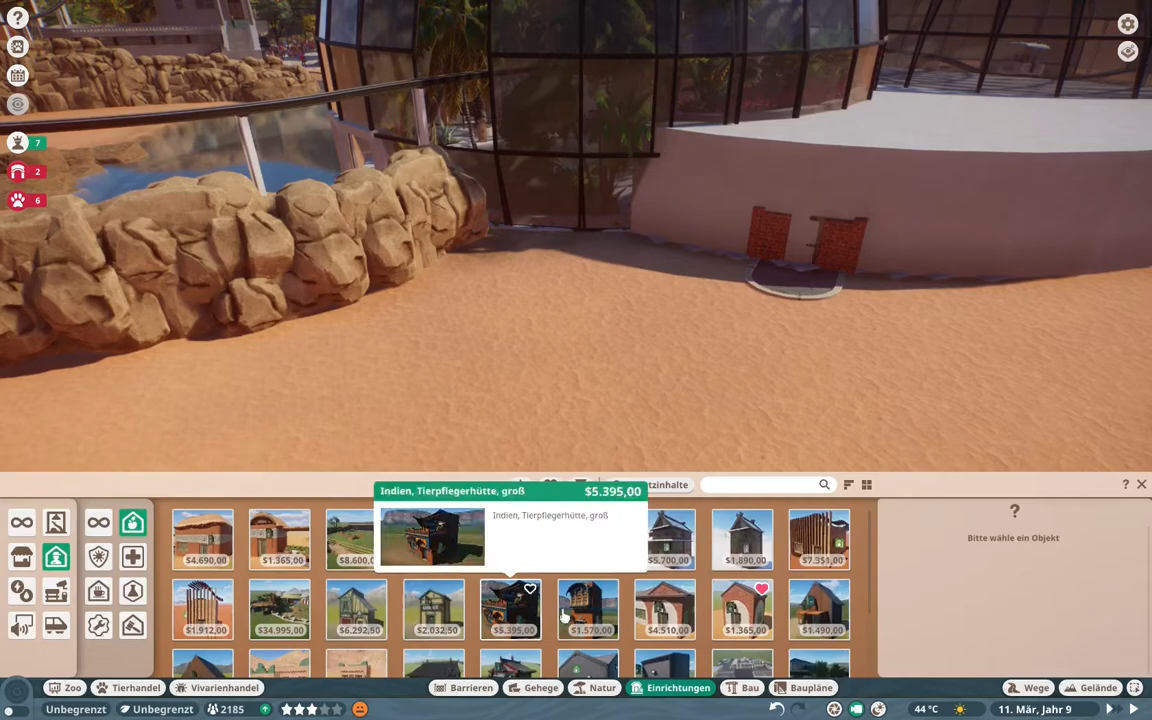 ?
7
2
6
tzinhalte
? ×
Indien, Tierpflegerhütte, groß $5.395,00
Indien, Tierpflegerhütte, groß
?
Bitte wähle ein Objekt
$4.690,00 $1.365,00 $8.600,0 $5.700,00 $1.890,00 $7.351,00
$1.912,00 $34.995,00 $6.292,50 $2.032,50 $5.395,00 $1.570,00 $4.510,00 $1.365,00 $1.490,00
Zoo Tierhandel Vivarienhandel Barrieren Gehege Natur Einrichtungen Bau Baupläne Wege Gelände
Unbegrenzt Unbegrenzt 2185 44 °C 11. Mär, Jahr 9